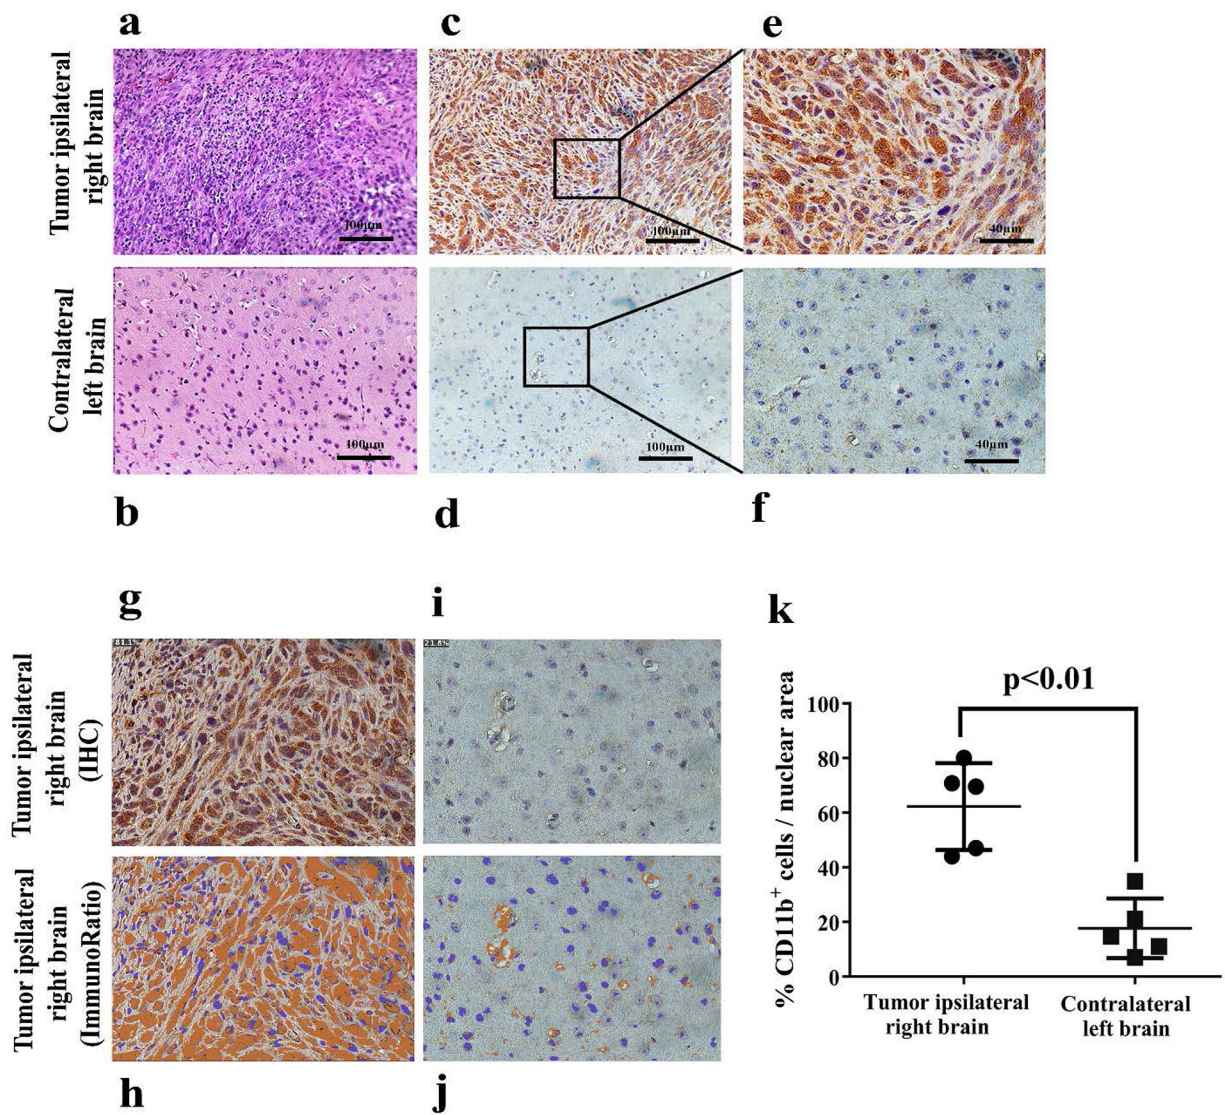 a
c
e
Tumor ipsilateral
right brain
100μm
100μm
40μm
Contralateral
left brain
100μm
100μm
40μm
b
d
f
g
i
k
Tumor ipsilateral
right brain
(IHC)
81.1%
21.8%
p<0.01
% CD11b+ cells / nuclear area
100
80
60
40
20
0
Tumor ipsilateral
right brain
Contralateral
left brain
Tumor ipsilateral
right brain
(ImmunoRatio)
h
j